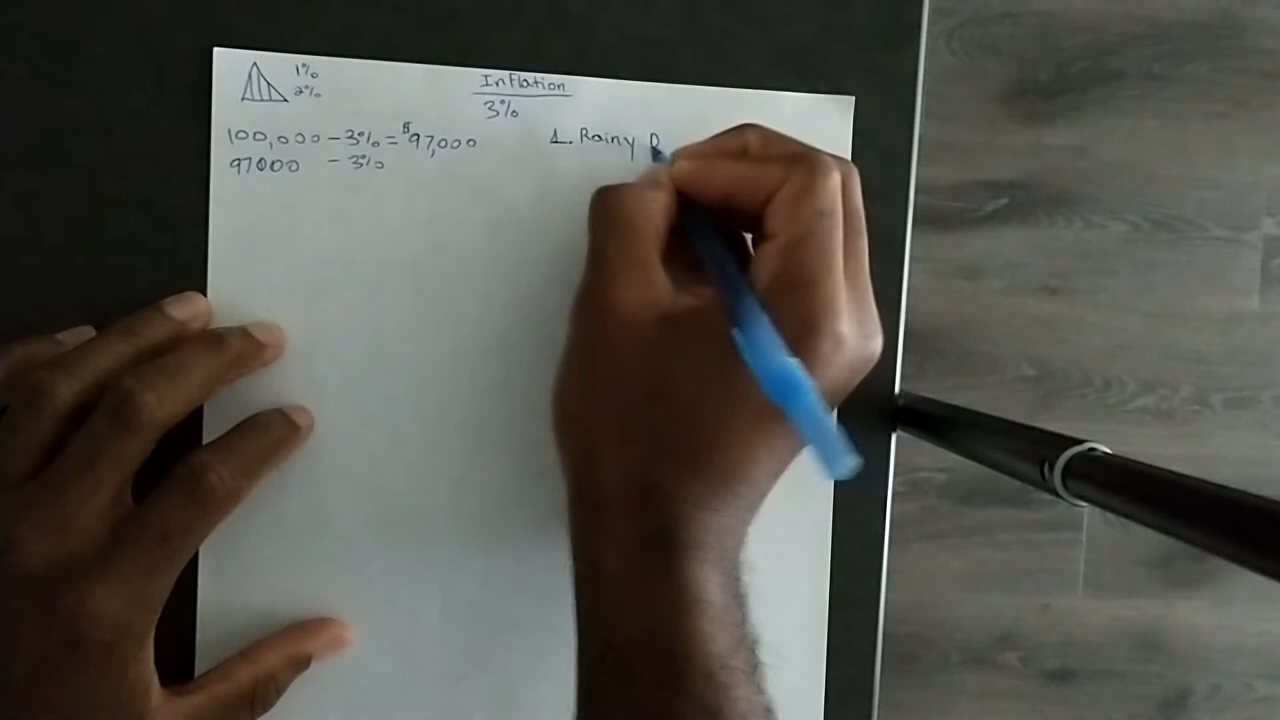 1%
2%
Inflation
3%
100,000 - 3% = $97,000
97000 - 3%
1. Rainy